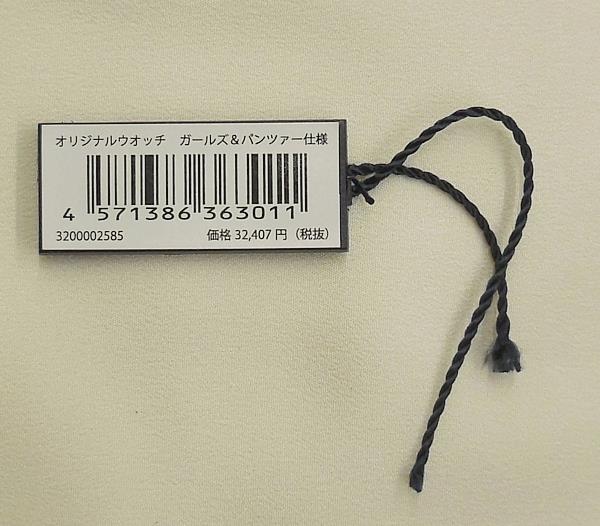 オリジナルウオッチ　ガールズ＆パンツァー仕様
4 571386 363011
3200002585　価格 32,407 円（税抜）